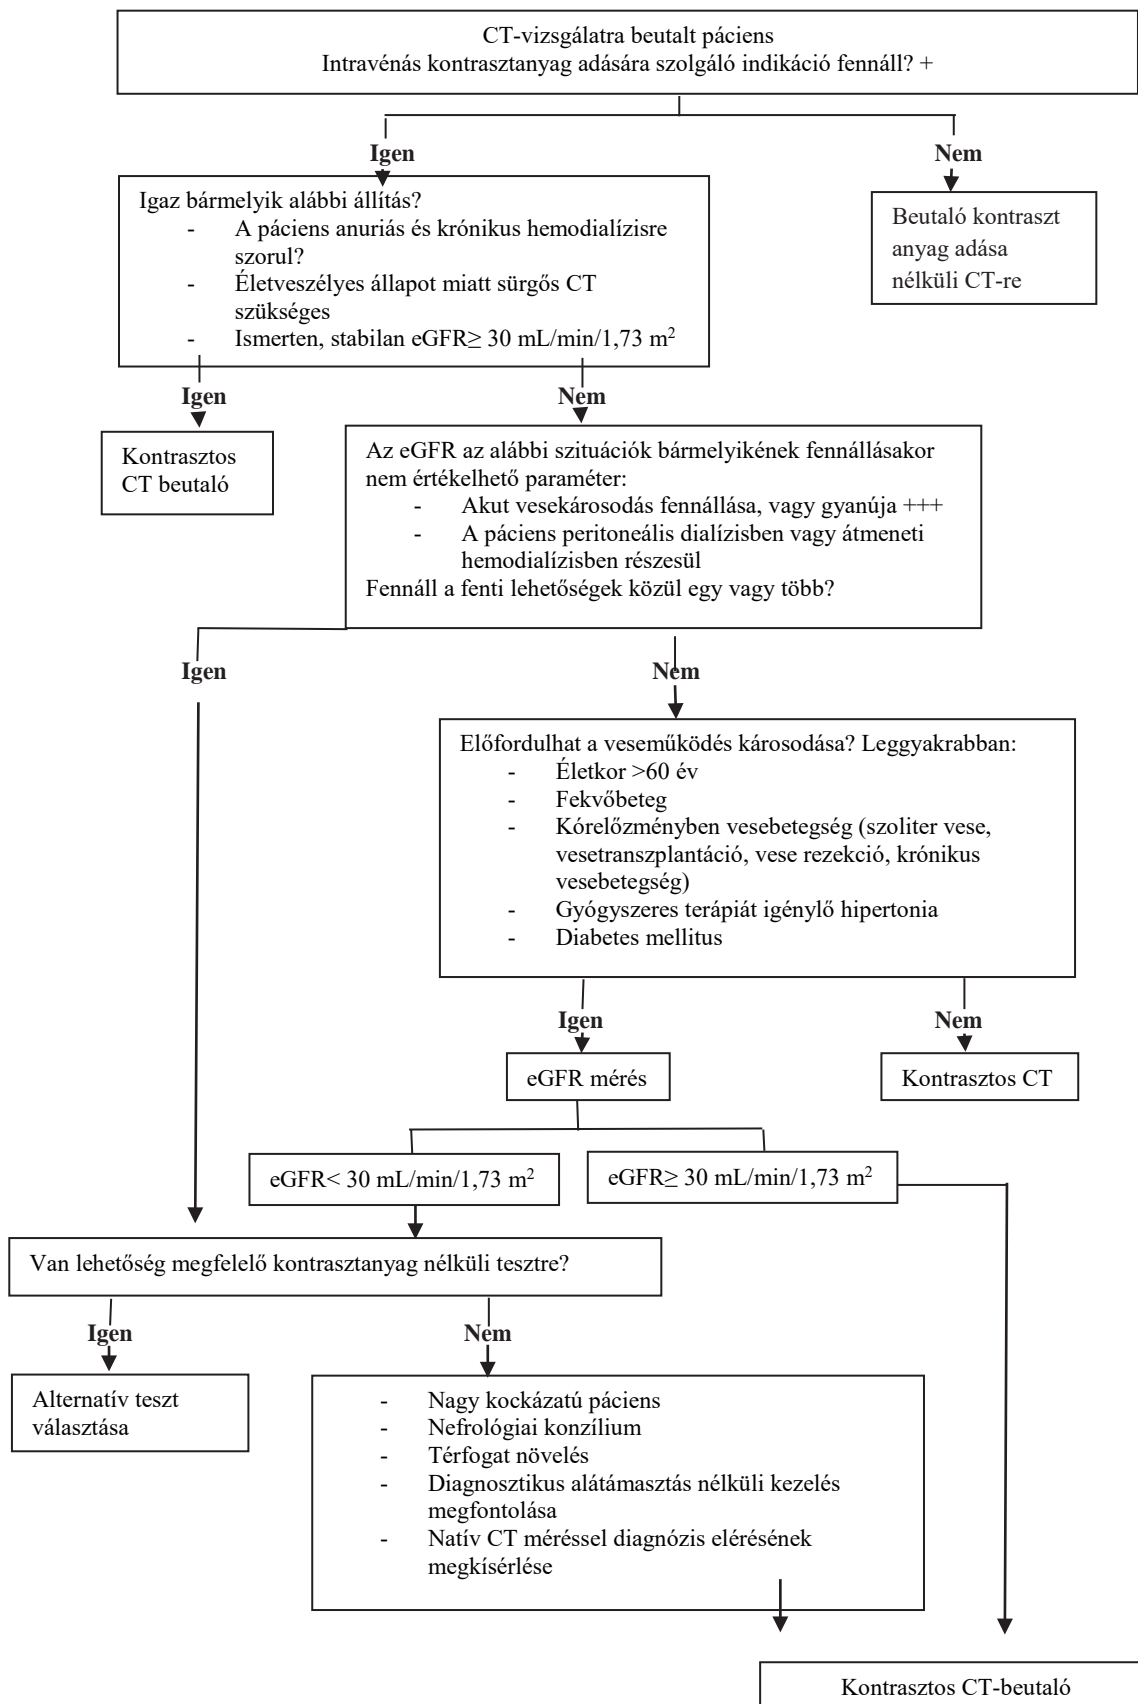 CT-vizsgálatra beutalt páciens
Intravénás kontrasztanyag adására szolgáló indikáció fennáll? +
Igen
Nem
Igaz bármelyik alábbi állítás?
- A páciens anuriás és krónikus hemodialízisre
szorul?
- Életveszélyes állapot miatt sürgős CT
szükséges
- Ismerten, stabilan eGFR≥ 30 mL/min/1,73 m²
Beutaló kontraszt
anyag adása
nélküli CT-re
Igen
Nem
Kontrasztos
CT beutaló
Az eGFR az alábbi szituációk bármelyikének fennállásakor
nem értékelhető paraméter:
- Akut vesekárosodás fennállása, vagy gyanúja +++
- A páciens peritoneális dialízisben vagy átmeneti
hemodialízisben részesül
Fennáll a fenti lehetőségek közül egy vagy több?
Igen
Nem
Előfordulhat a veseműködés károsodása? Leggyakrabban:
- Életkor >60 év
- Fekvőbeteg
- Kórelőzményben vesebetegség (szoliter vese,
vesetranszplantáció, vese rezekció, krónikus
vesebetegség)
- Gyógyszeres terápiát igénylő hipertonia
- Diabetes mellitus
Igen
Nem
eGFR mérés
Kontrasztos CT
eGFR< 30 mL/min/1,73 m²
eGFR≥ 30 mL/min/1,73 m²
Van lehetőség megfelelő kontrasztanyag nélküli tesztre?
Igen
Nem
Alternatív teszt
választása
- Nagy kockázatú páciens
- Nefrológiai konzílium
- Térfogat növelés
- Diagnosztikus alátámasztás nélküli kezelés
megfontolása
- Natív CT méréssel diagnózis elérésének
megkísérlése
Kontrasztos CT-beutaló